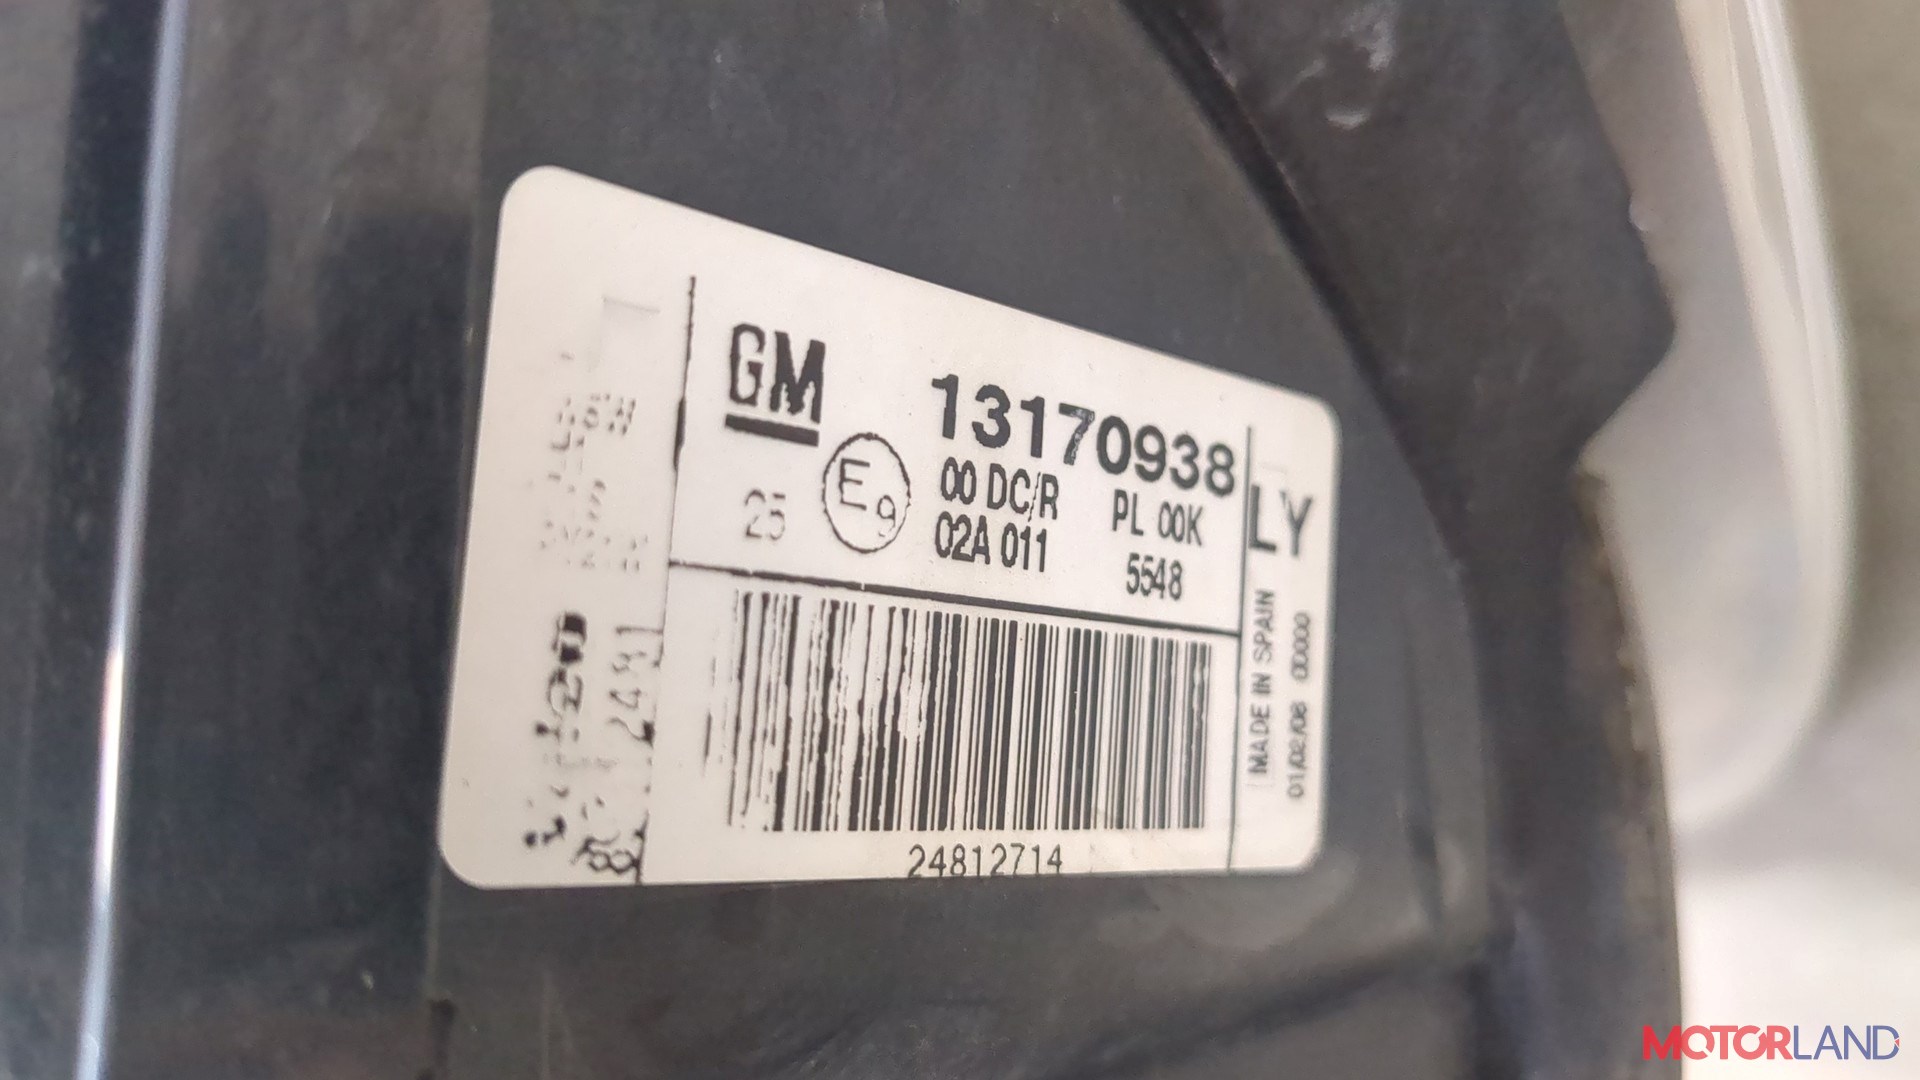 GM
13170938
25
E9
00 DC/R
PL 00K
02A 011
5548
LY
MADE IN SPAIN
01/02/08 00000
24812714
MOTORLAND